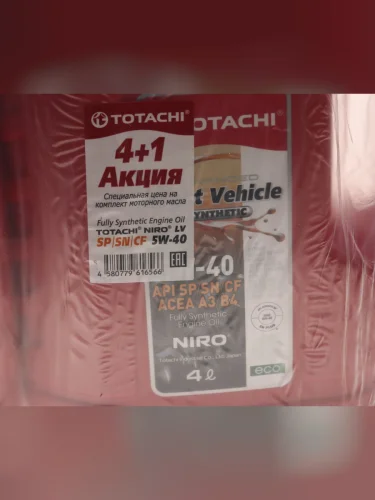 TOTACHI
4+1
Акция
Специальная цена на
комплект моторного масла
Fully Synthetic Engine Oil
TOTACHI® NIRO® LV
SP/SN/CF 5W-40
EAC
4 580779 616566
TOTACHI
t Vehicle
NTHETIC
-40
API SP SN CF
ACEA A3 B4
Fully Synthetic
Engine Oil
NIRO
4 ℓ
eco